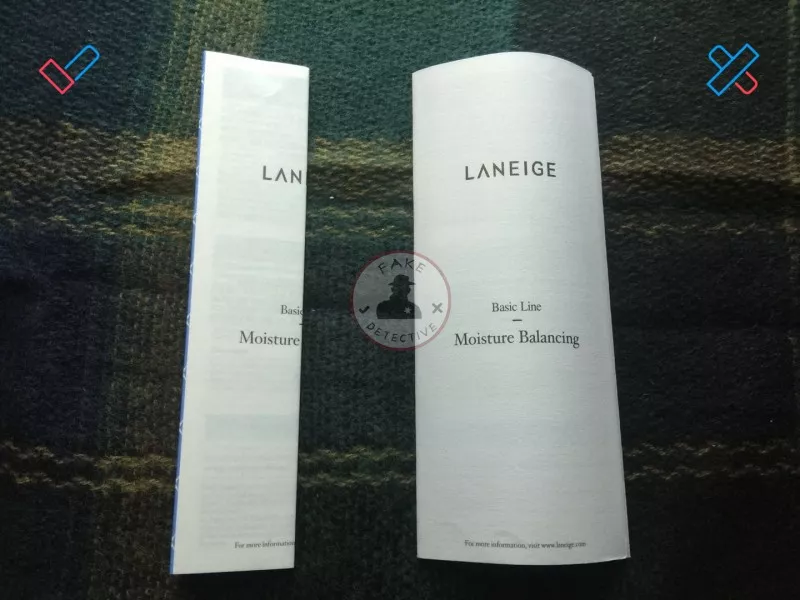 LAN
Basic
Moisture
For more information
LANEIGE
Basic Line
Moisture Balancing
For more information, visit www.laneige.com
FAKE
DETECTIVE